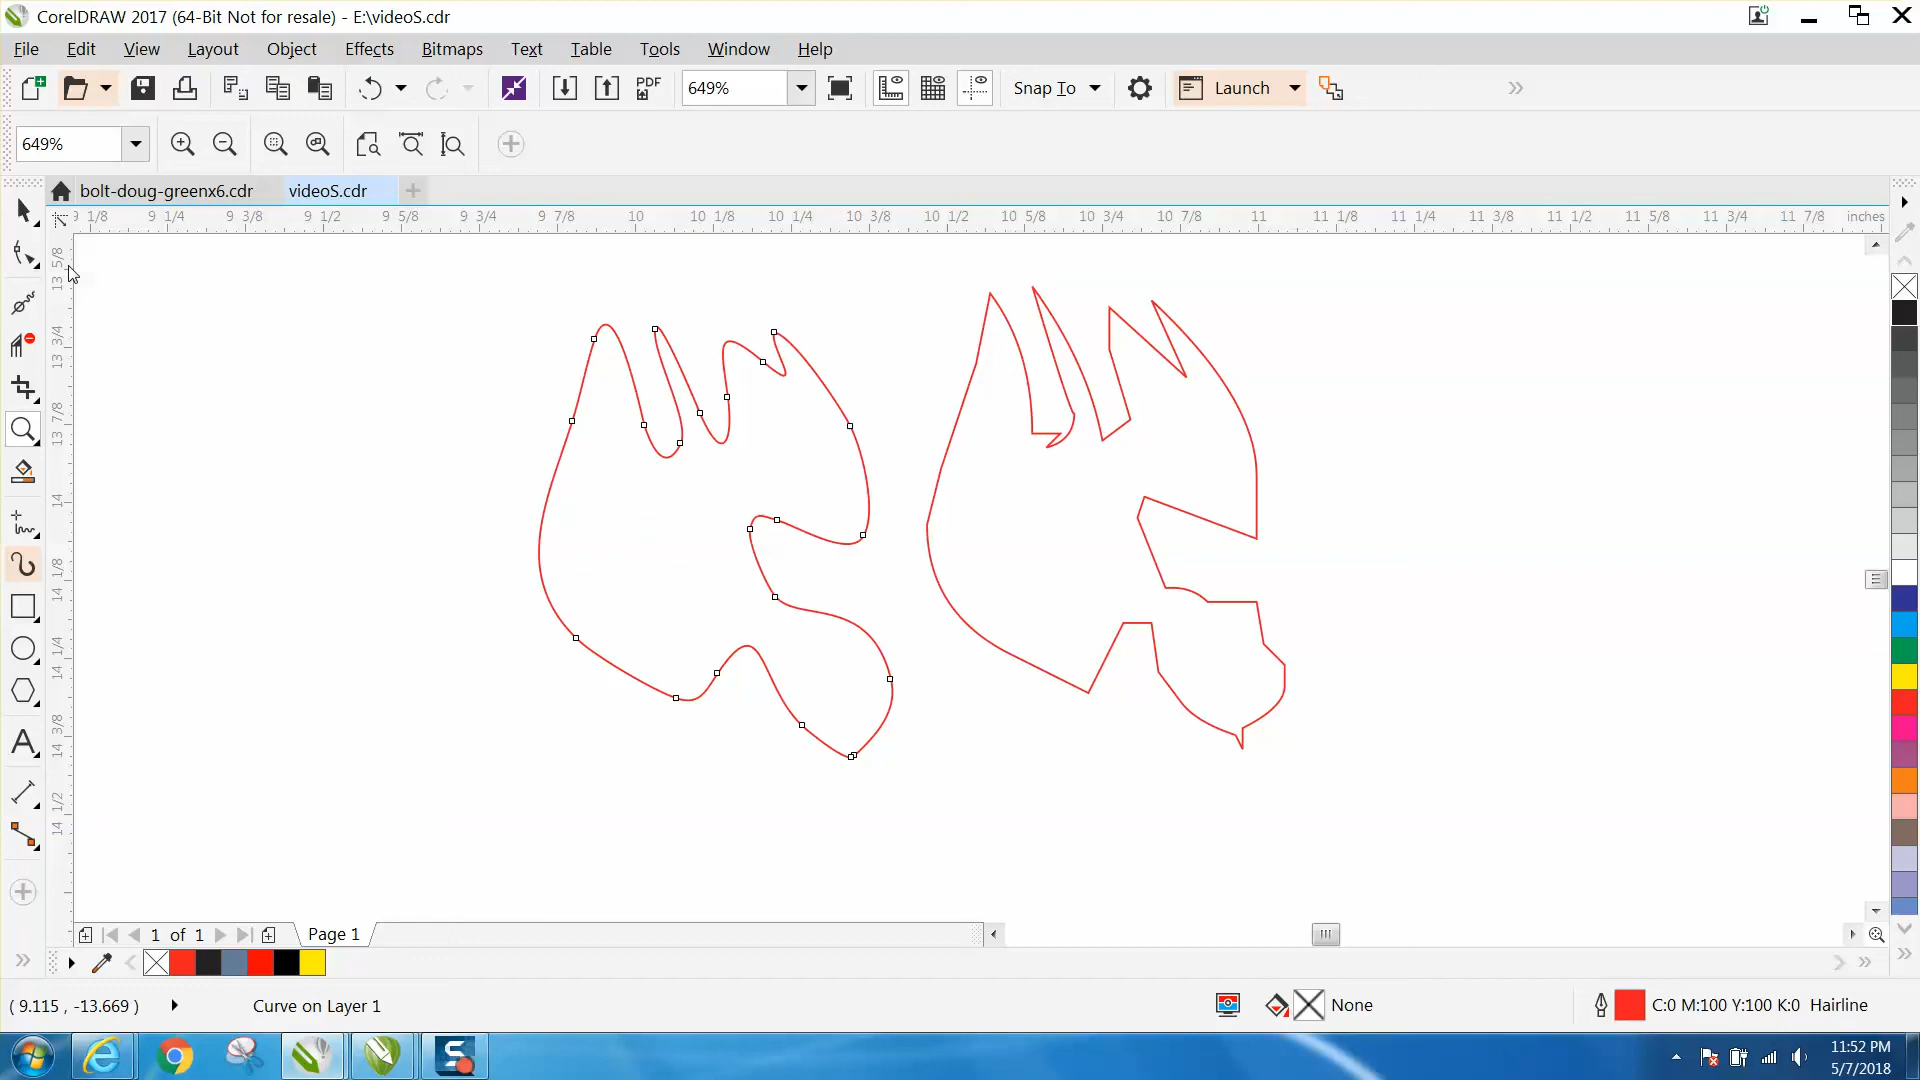 CorelDRAW 2017 (64-Bit Not for resale) - E:\videoS.cdr
File Edit View Layout Object Effects Bitmaps Text Table Tools Window Help
PDF 649% Snap To Launch
649%
bolt-doug-greenx6.cdr videoS.cdr
9 1/8 9 1/4 9 3/8 9 1/2 9 5/8 9 3/4 9 7/8 10 10 1/8 10 1/4 10 3/8 10 1/2 10 5/8 10 3/4 10 7/8 11 11 1/8 11 1/4 11 3/8 11 1/2 11 5/8 11 3/4 11 7/8 inches
13 5/8
13 3/4
13 7/8
14
14 1/8
14 1/4
14 3/8
14 1/2
1 of 1 Page 1
( 9.115 , -13.669 ) Curve on Layer 1 None C:0 M:100 Y:100 K:0 Hairline
11:52 PM
5/7/2018